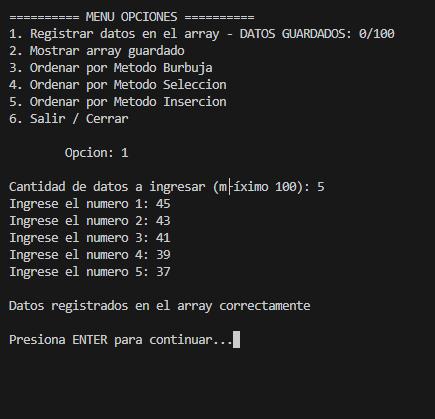 ========== MENU OPCIONES ==========
1. Registrar datos en el array - DATOS GUARDADOS: 0/100
2. Mostrar array guardado
3. Ordenar por Metodo Burbuja
4. Ordenar por Metodo Seleccion
5. Ordenar por Metodo Insercion
6. Salir / Cerrar
Opcion: 1
Cantidad de datos a ingresar (m├íximo 100): 5
Ingrese el numero 1: 45
Ingrese el numero 2: 43
Ingrese el numero 3: 41
Ingrese el numero 4: 39
Ingrese el numero 5: 37
Datos registrados en el array correctamente
Presiona ENTER para continuar...